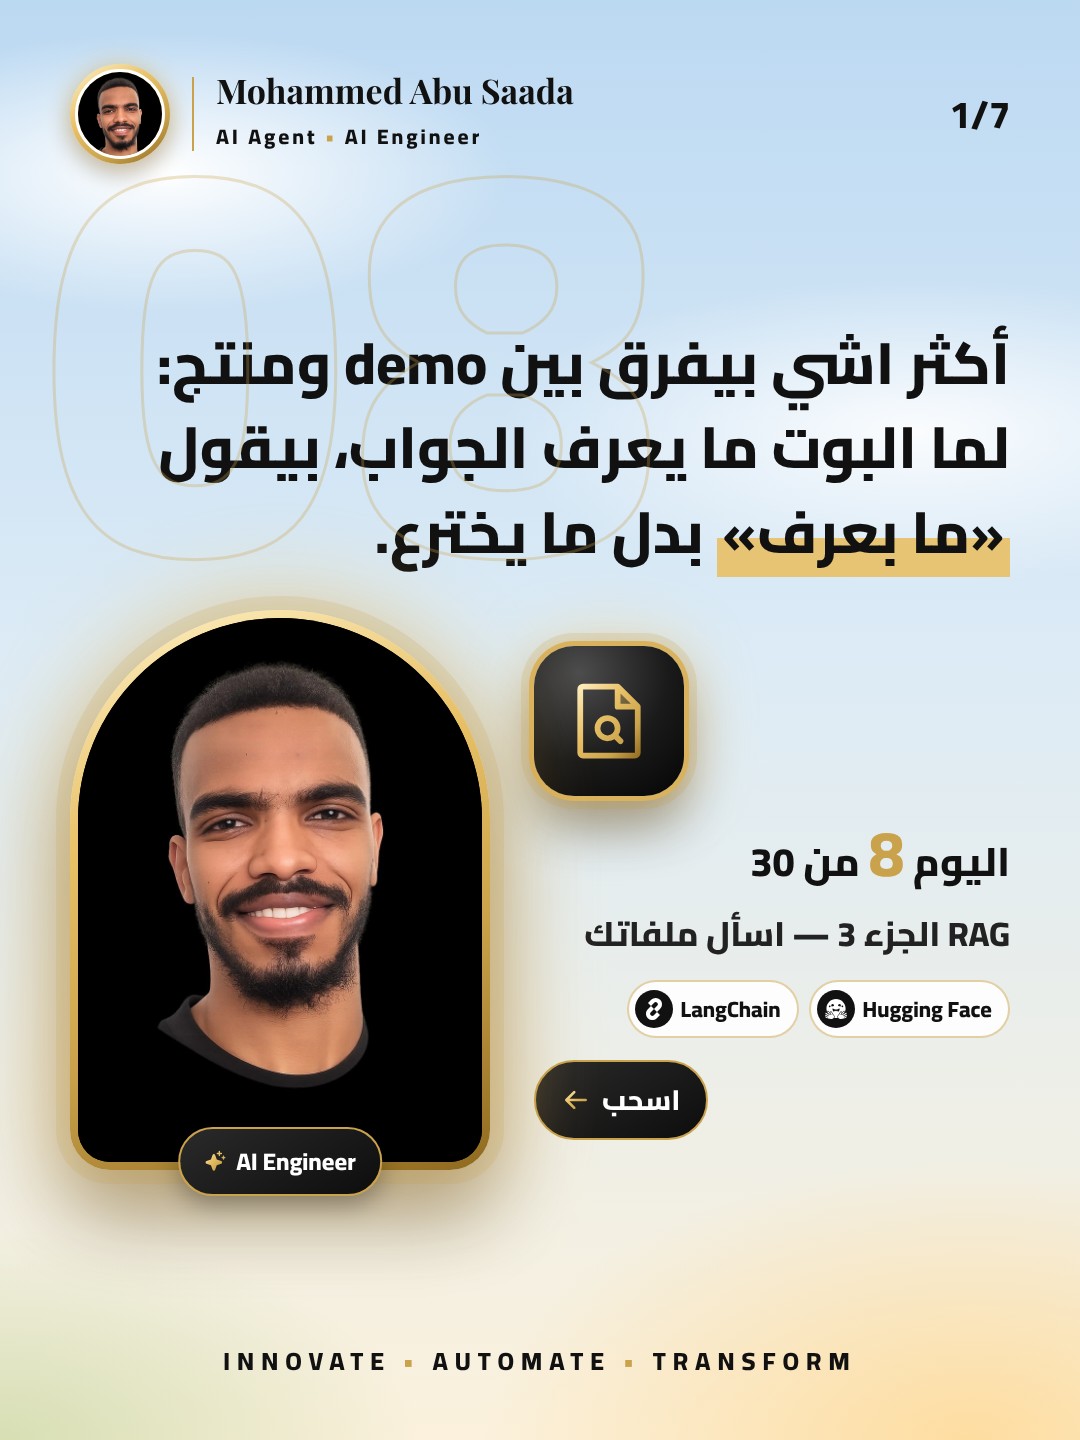 Mohammed Abu Saada
AI Agent ▪ AI Engineer
1/7
08
أكثر اشي بيفرق بين demo ومنتج:
لما البوت ما يعرف الجواب، بيقول
«ما بعرف» بدل ما يخترع.
اليوم 8 من 30
RAG الجزء 3 — اسأل ملفاتك
Hugging Face
LangChain
اسحب ←
AI Engineer
INNOVATE ▪ AUTOMATE ▪ TRANSFORM